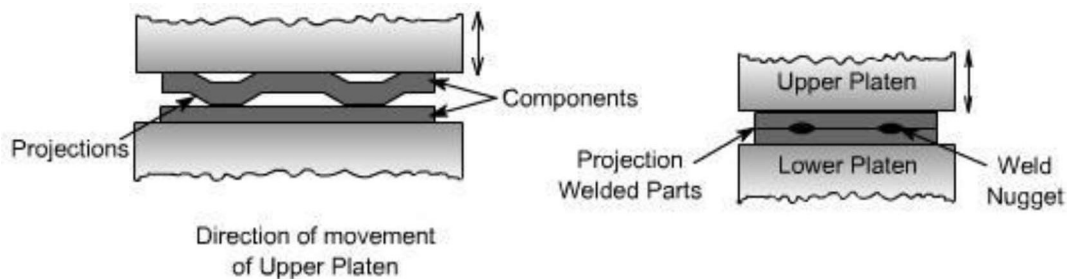 Components
Projections
Direction of movement
of Upper Platen
Upper Platen
Lower Platen
Projection
Welded Parts
Weld
Nugget